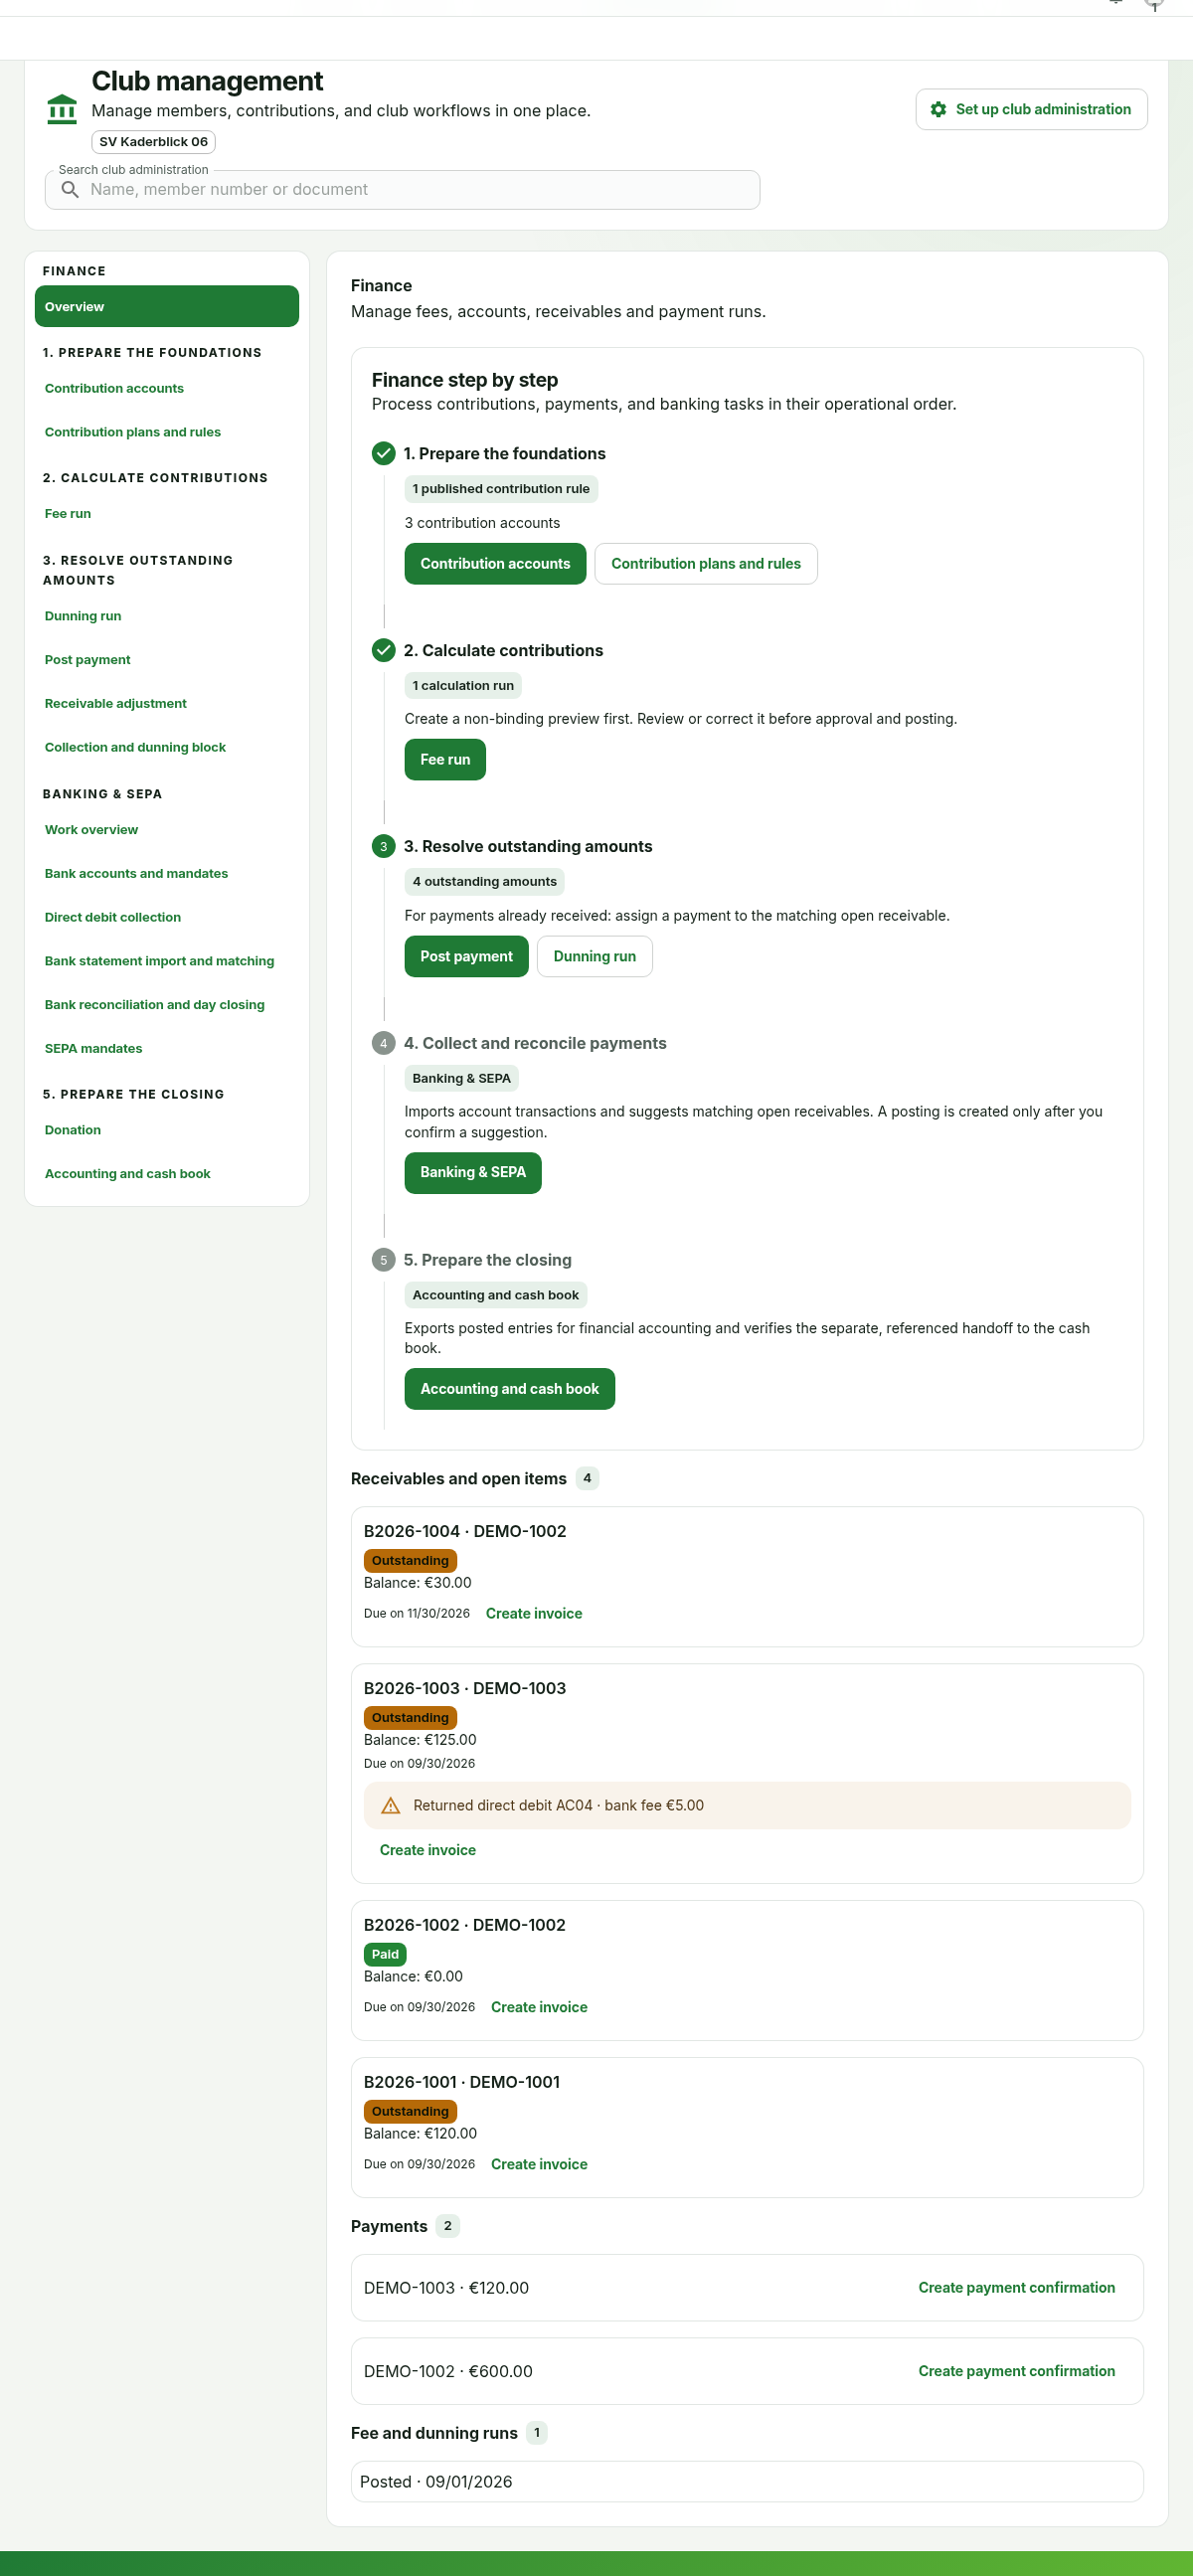 1
Club management
Manage members, contributions, and club workflows in one place.
SV Kaderblick 06
Set up club administration
Search club administration
Name, member number or document
FINANCE
Overview
1. PREPARE THE FOUNDATIONS
Contribution accounts
Contribution plans and rules
2. CALCULATE CONTRIBUTIONS
Fee run
3. RESOLVE OUTSTANDING
AMOUNTS
Dunning run
Post payment
Receivable adjustment
Collection and dunning block
BANKING & SEPA
Work overview
Bank accounts and mandates
Direct debit collection
Bank statement import and matching
Bank reconciliation and day closing
SEPA mandates
5. PREPARE THE CLOSING
Donation
Accounting and cash book
Finance
Manage fees, accounts, receivables and payment runs.
Finance step by step
Process contributions, payments, and banking tasks in their operational order.
1. Prepare the foundations
1 published contribution rule
3 contribution accounts
Contribution accounts
Contribution plans and rules
2. Calculate contributions
1 calculation run
Create a non-binding preview first. Review or correct it before approval and posting.
Fee run
3
3. Resolve outstanding amounts
4 outstanding amounts
For payments already received: assign a payment to the matching open receivable.
Post payment
Dunning run
4
4. Collect and reconcile payments
Banking & SEPA
Imports account transactions and suggests matching open receivables. A posting is created only after you
confirm a suggestion.
Banking & SEPA
5
5. Prepare the closing
Accounting and cash book
Exports posted entries for financial accounting and verifies the separate, referenced handoff to the cash
book.
Accounting and cash book
Receivables and open items 4
B2026-1004 · DEMO-1002
Outstanding
Balance: €30.00
Due on 11/30/2026 Create invoice
B2026-1003 · DEMO-1003
Outstanding
Balance: €125.00
Due on 09/30/2026
Returned direct debit AC04 · bank fee €5.00
Create invoice
B2026-1002 · DEMO-1002
Paid
Balance: €0.00
Due on 09/30/2026 Create invoice
B2026-1001 · DEMO-1001
Outstanding
Balance: €120.00
Due on 09/30/2026 Create invoice
Payments 2
DEMO-1003 · €120.00 Create payment confirmation
DEMO-1002 · €600.00 Create payment confirmation
Fee and dunning runs 1
Posted · 09/01/2026